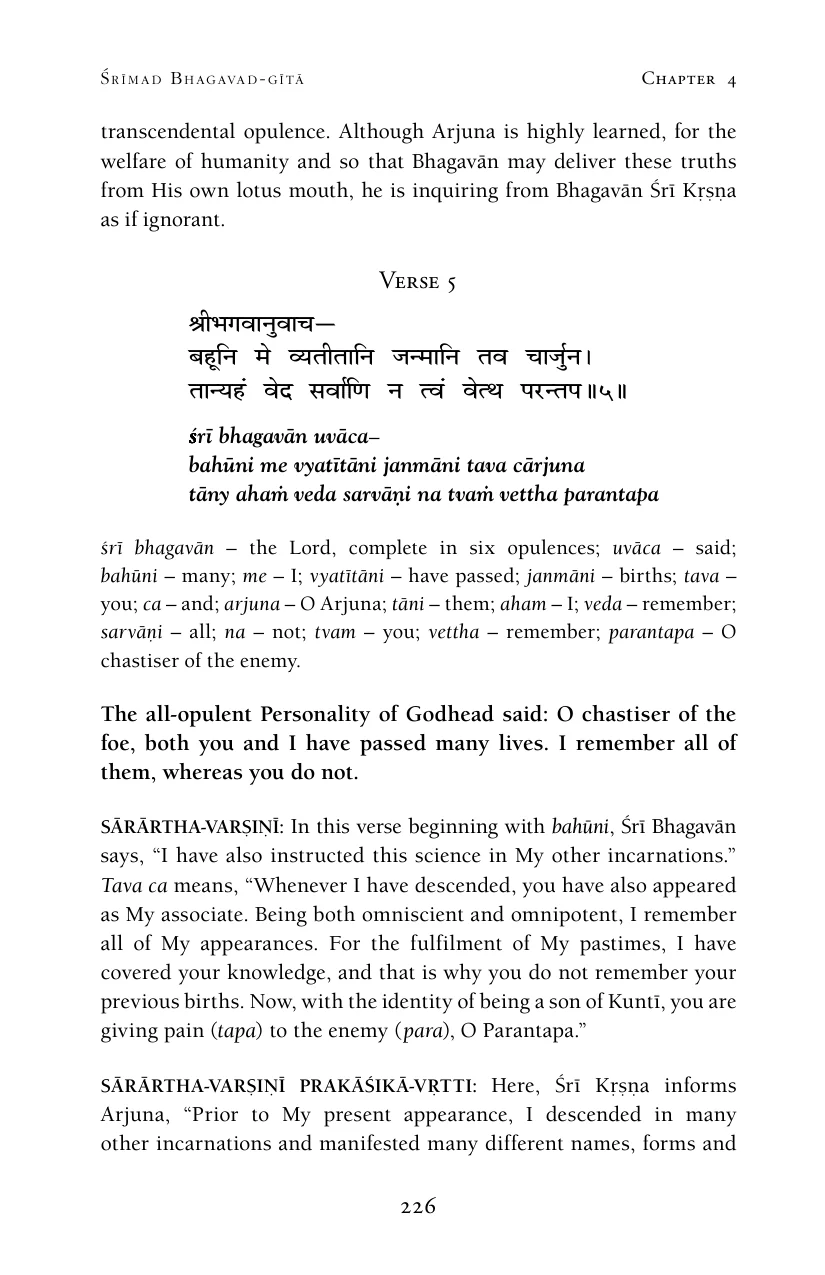 Śrīmad Bhagavad-gītā Chapter 4
transcendental opulence. Although Arjuna is highly learned, for the
welfare of humanity and so that Bhagavān may deliver these truths
from His own lotus mouth, he is inquiring from Bhagavān Śrī Kṛṣṇa
as if ignorant.
Verse 5
श्रीभगवानुवाच—
बहूनि मे व्यतीतानि जन्मानि तव चार्जुन।
तान्यहं वेद सर्वाणि न त्वं वेत्थ परन्तप॥५॥
śrī bhagavān uvāca–
bahūni me vyatītāni janmāni tava cārjuna
tāny ahaṁ veda sarvāṇi na tvaṁ vettha parantapa
śrī bhagavān – the Lord, complete in six opulences; uvāca – said;
bahūni – many; me – I; vyatītāni – have passed; janmāni – births; tava –
you; ca – and; arjuna – O Arjuna; tāni – them; aham – I; veda – remember;
sarvāṇi – all; na – not; tvam – you; vettha – remember; parantapa – O
chastiser of the enemy.
The all-opulent Personality of Godhead said: O chastiser of the
foe, both you and I have passed many lives. I remember all of
them, whereas you do not.
SĀRĀRTHA-VARṢIṆĪ: In this verse beginning with bahūni, Śrī Bhagavān
says, “I have also instructed this science in My other incarnations.”
Tava ca means, “Whenever I have descended, you have also appeared
as My associate. Being both omniscient and omnipotent, I remember
all of My appearances. For the fulfilment of My pastimes, I have
covered your knowledge, and that is why you do not remember your
previous births. Now, with the identity of being a son of Kuntī, you are
giving pain (tapa) to the enemy (para), O Parantapa.”
SĀRĀRTHA-VARṢIṆĪ PRAKĀŚIKĀ-VṚTTI: Here, Śrī Kṛṣṇa informs
Arjuna, “Prior to My present appearance, I descended in many
other incarnations and manifested many different names, forms and
226